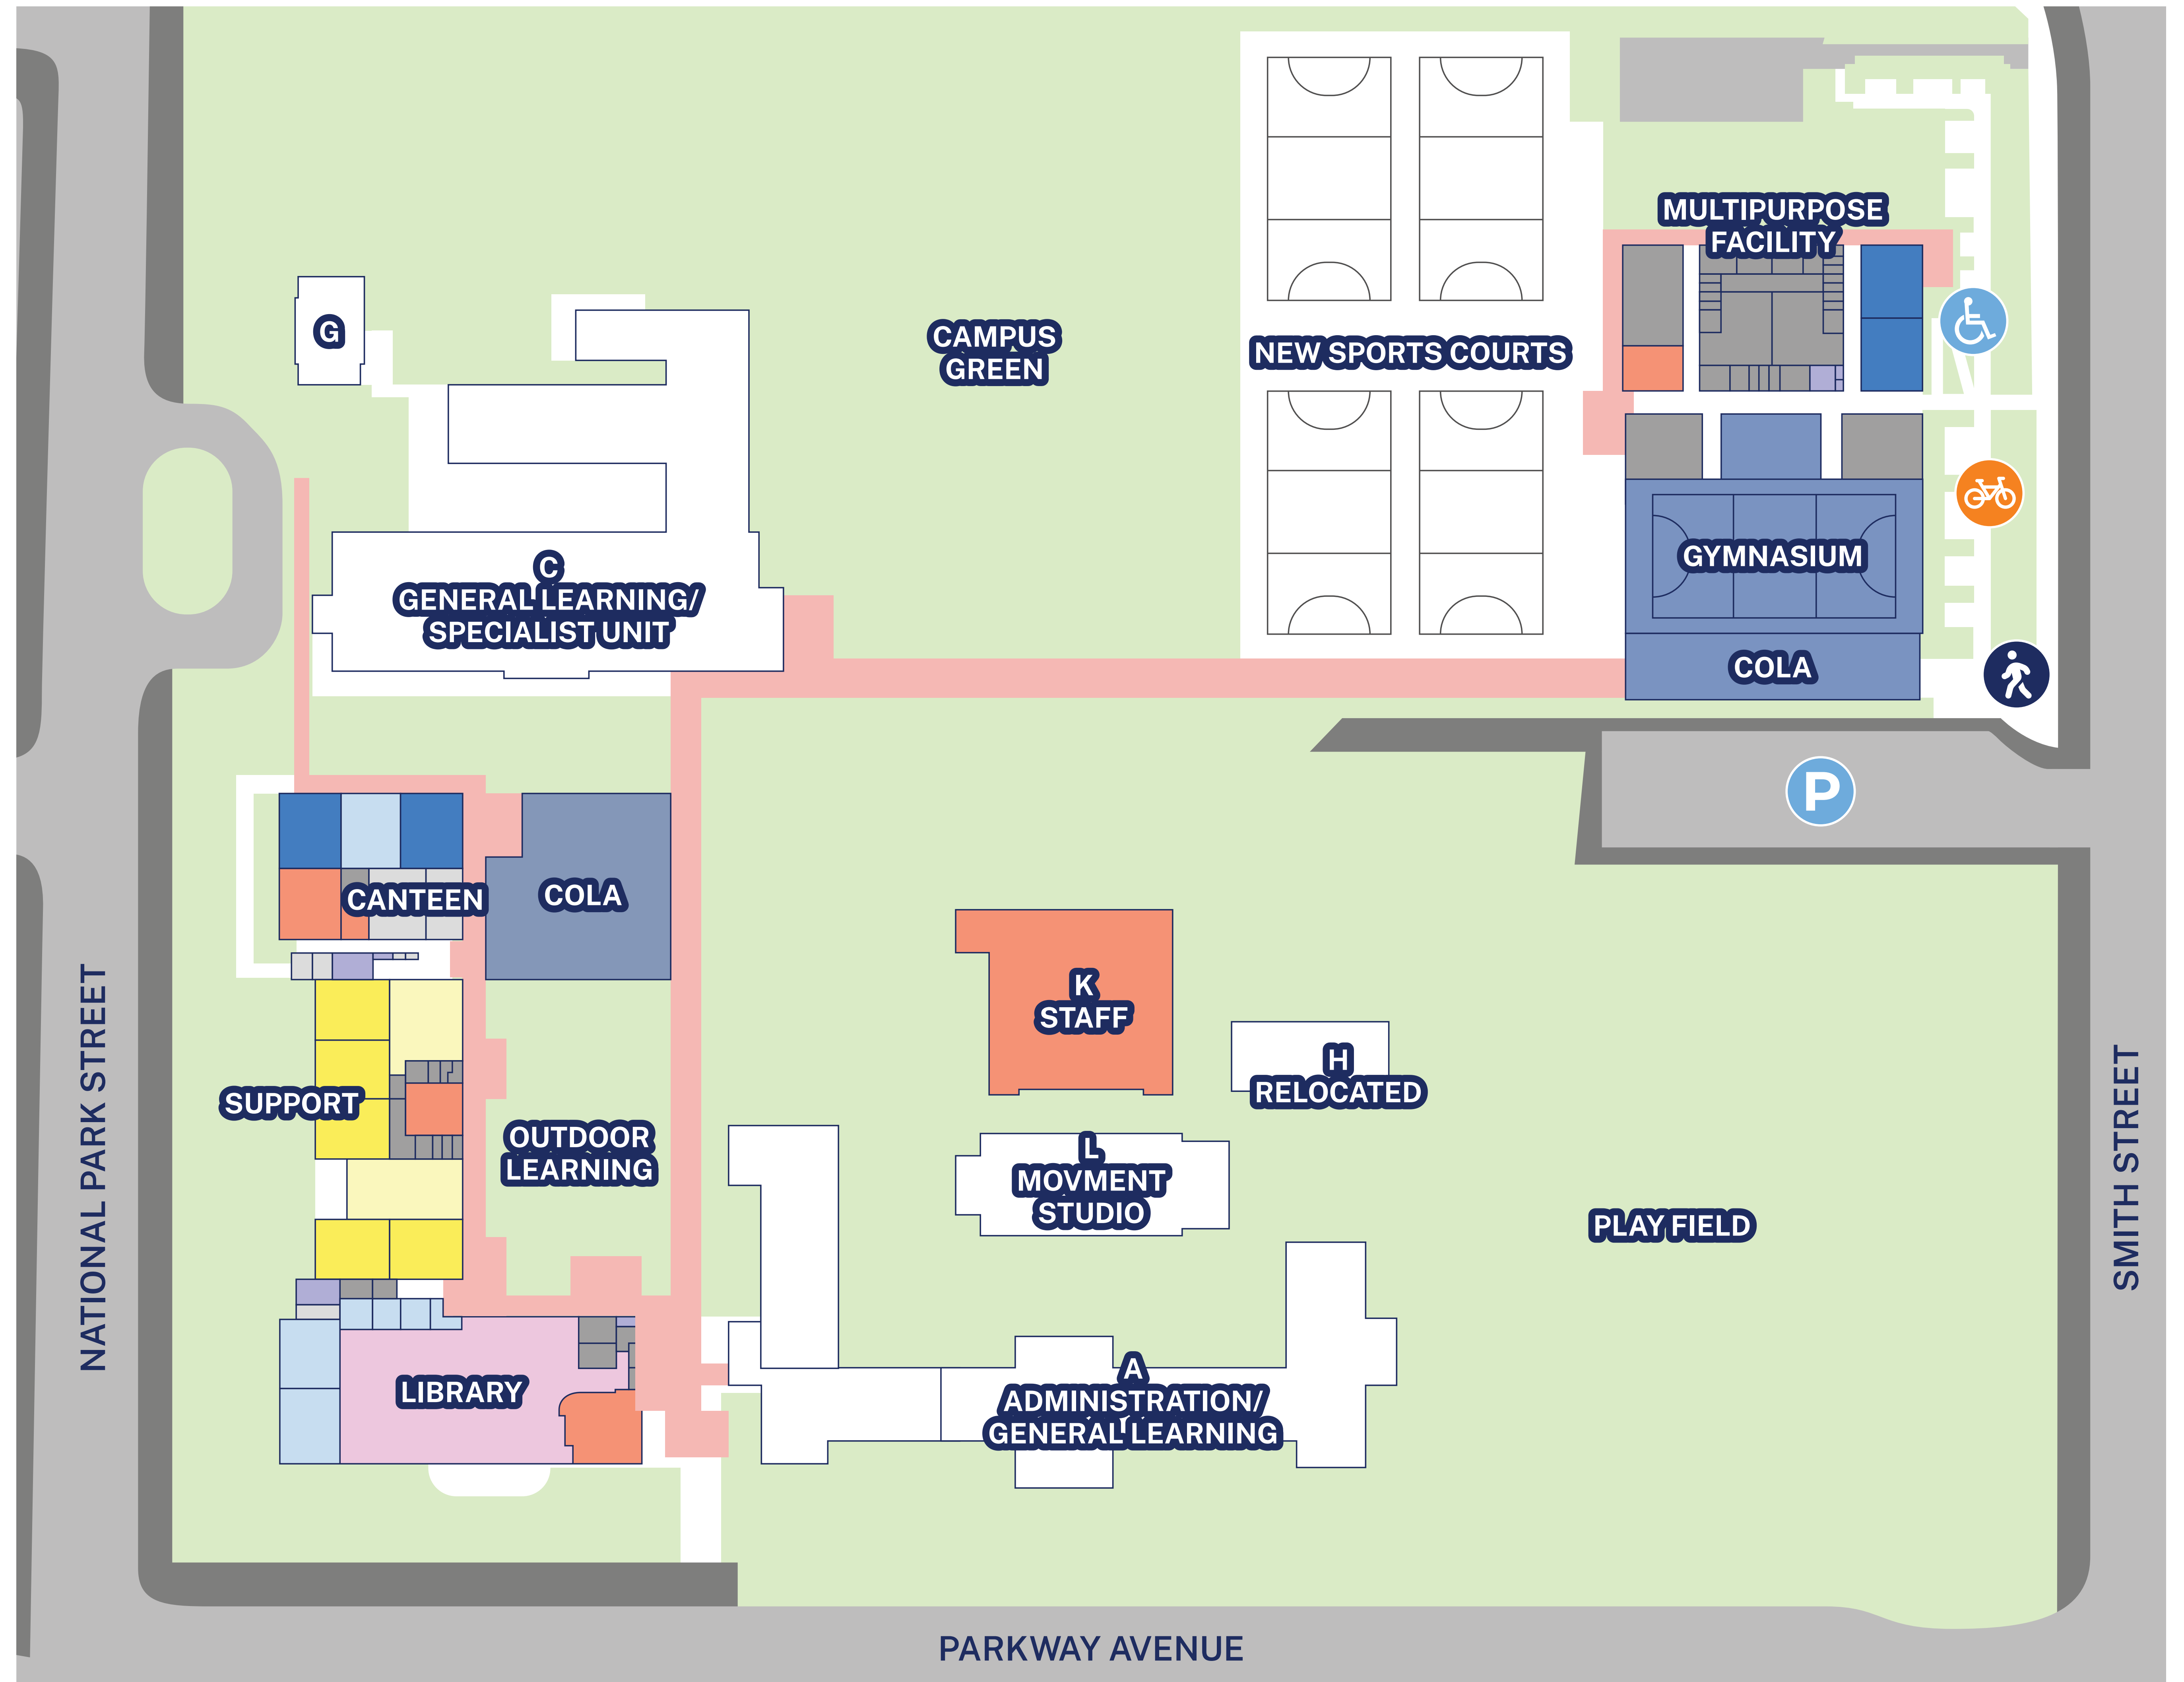 MULTIPURPOSE
FACILITY
G
CAMPUS
GREEN
NEW SPORTS COURTS
C
GENERAL LEARNING/
SPECIALIST UNIT
GYMNASIUM
COLA
P
CANTEEN
COLA
K
STAFF
H
RELOCATED
SUPPORT
OUTDOOR
LEARNING
L
MOVMENT
STUDIO
PLAY FIELD
LIBRARY
A
ADMINISTRATION/
GENERAL LEARNING
NATIONAL PARK STREET
SMITH STREET
PARKWAY AVENUE